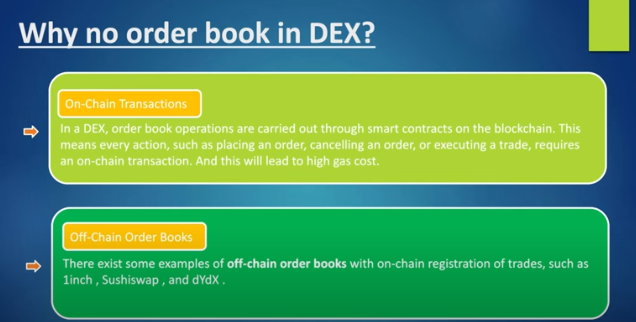 Why no order book in DEX?
On-Chain Transactions
In a DEX, order book operations are carried out through smart contracts on the blockchain. This
means every action, such as placing an order, cancelling an order, or executing a trade, requires
an on-chain transaction. And this will lead to high gas cost.
Off-Chain Order Books
There exist some examples of off-chain order books with on-chain registration of trades, such as
1inch , Sushiswap , and dYdX .